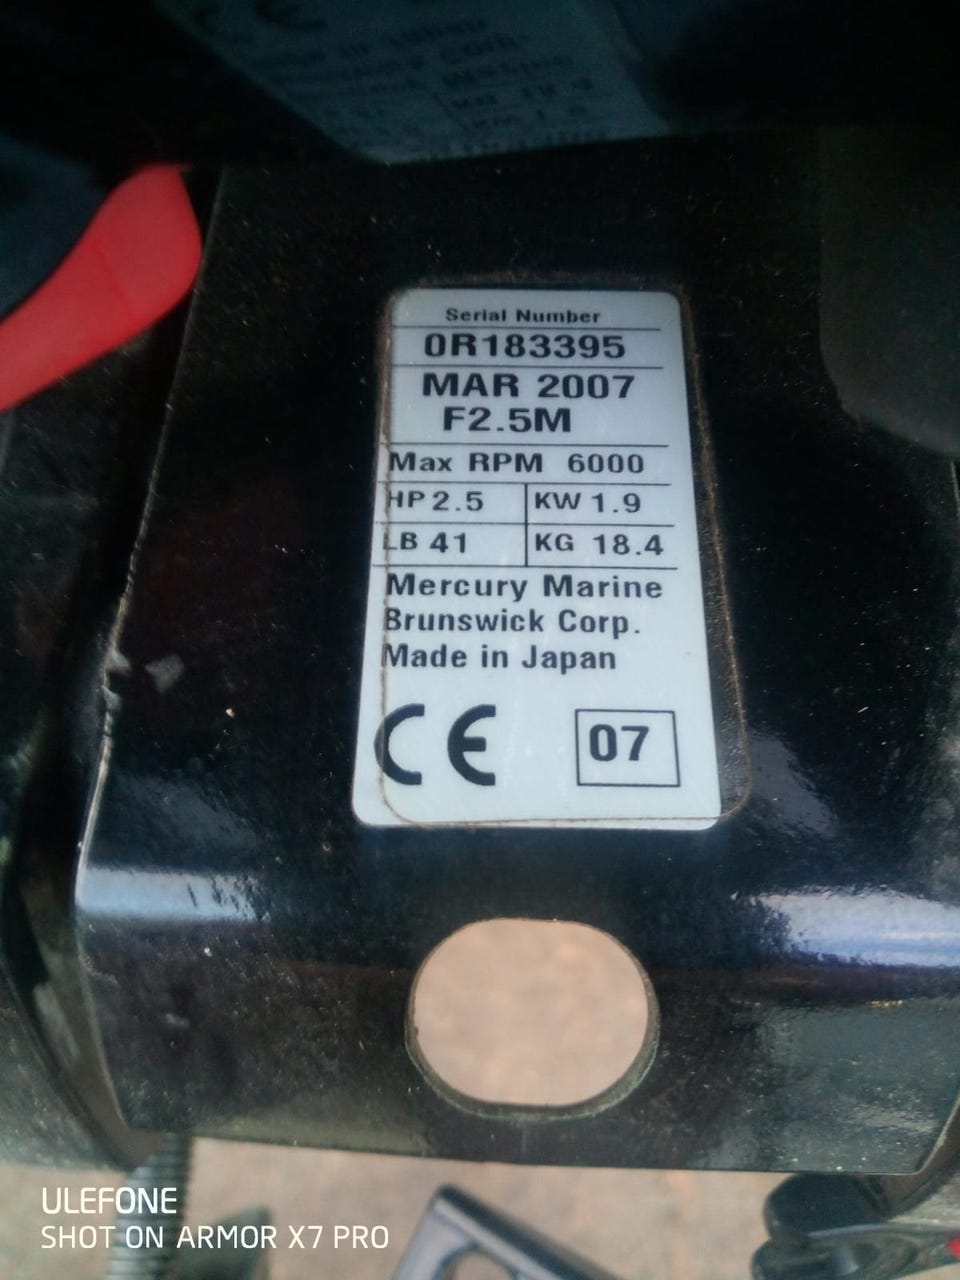 Serial Number
0R183395
MAR 2007
F2.5M
Max RPM 6000
HP 2.5 KW 1.9
LB 41 KG 18.4
Mercury Marine
Brunswick Corp.
Made in Japan
CE 07
ULEFONE
SHOT ON ARMOR X7 PRO